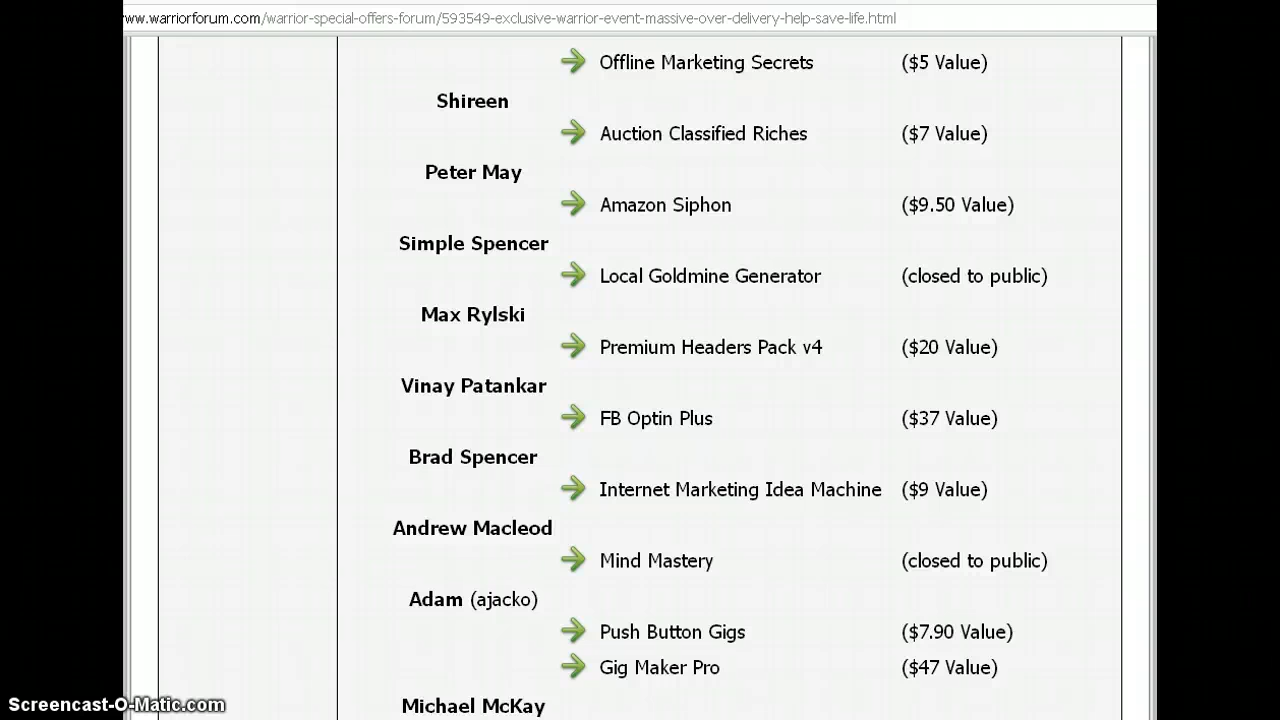 www.warriorforum.com/warrior-special-offers-forum/593549-exclusive-warrior-event-massive-over-delivery-help-save-life.html
Offline Marketing Secrets ($5 Value)
Shireen
Auction Classified Riches ($7 Value)
Peter May
Amazon Siphon ($9.50 Value)
Simple Spencer
Local Goldmine Generator (closed to public)
Max Rylski
Premium Headers Pack v4 ($20 Value)
Vinay Patankar
FB Optin Plus ($37 Value)
Brad Spencer
Internet Marketing Idea Machine ($9 Value)
Andrew Macleod
Mind Mastery (closed to public)
Adam (ajacko)
Push Button Gigs ($7.90 Value)
Gig Maker Pro ($47 Value)
Michael McKay
Screencast-O-Matic.com